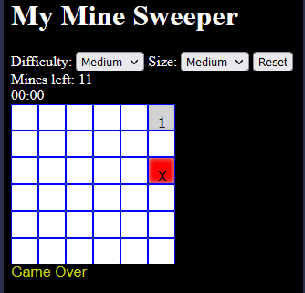 My Mine Sweeper
Difficulty: Medium Size: Medium Reset
Mines left: 11
00:00
1
X
Game Over